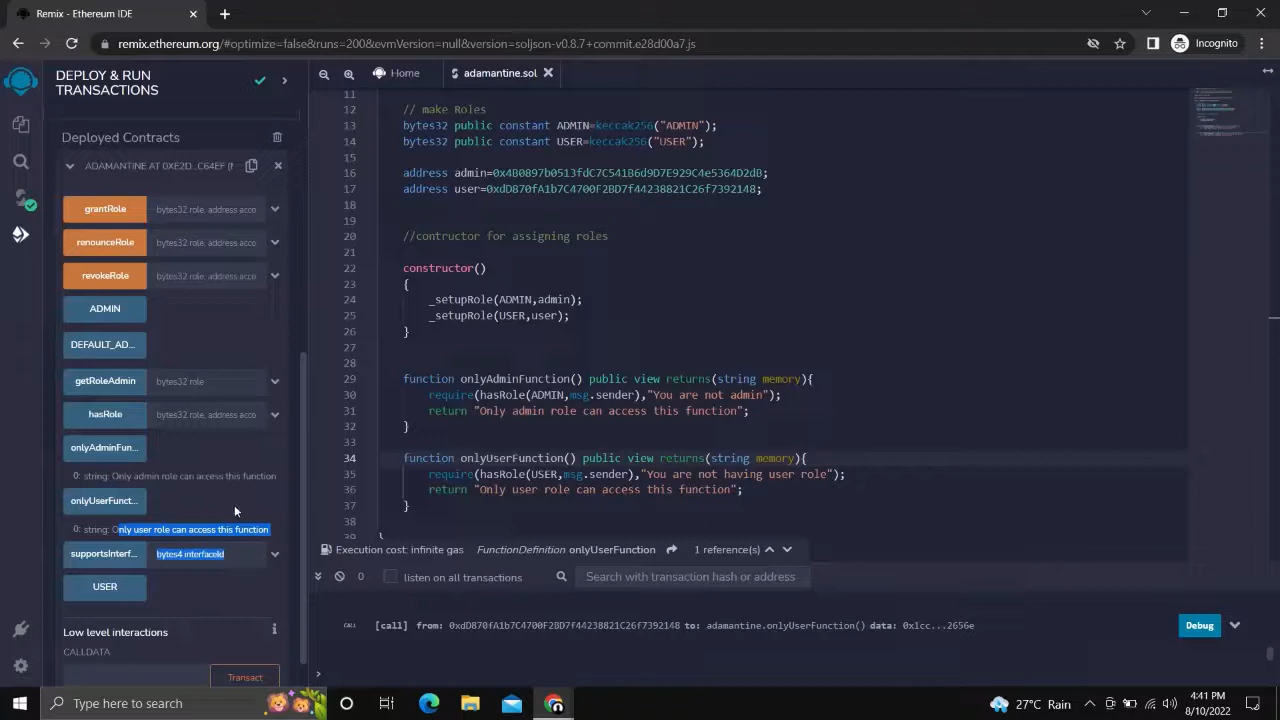 Remix - Ethereum IDE
remix.ethereum.org/#optimize=false&runs=200&evmVersion=null&version=soljson-v0.8.7+commit.e28d00a7.js
Incognito
DEPLOY & RUN
TRANSACTIONS
Home
adamantine.sol
Deployed Contracts
ADAMANTINE AT 0XE2D...C64EF (
grantRole
bytes32 role, address acco
renounceRole
bytes32 role, address acco
revokeRole
bytes32 role, address acco
ADMIN
DEFAULT_AD...
getRoleAdmin
bytes32 role
hasRole
bytes32 role, address acco
onlyAdminFun...
0: string: Only admin role can access this function
onlyUserFunct...
0: string: Only user role can access this function
supportsInterf...
bytes4 interfaceId
USER
Low level interactions
i
CALLDATA
Transact
11
12 // make Roles
13 bytes32 public constant ADMIN=keccak256("ADMIN");
14 bytes32 public constant USER=keccak256("USER");
15
16 address admin=0x4B0897b0513fdC7C541B6d9D7E929C4e5364D2dB;
17 address user=0xdD870fA1b7C4700F2BD7f44238821C26f7392148;
18
19
20 //contructor for assigning roles
21
22 constructor()
23 {
24 _setupRole(ADMIN,admin);
25 _setupRole(USER,user);
26 }
27
28
29 function onlyAdminFunction() public view returns(string memory){
30 require(hasRole(ADMIN,msg.sender),"You are not admin");
31 return "Only admin role can access this function";
32 }
33
34 function onlyUserFunction() public view returns(string memory){
35 require(hasRole(USER,msg.sender),"You are not having user role");
36 return "Only user role can access this function";
37 }
38
Execution cost: infinite gas FunctionDefinition onlyUserFunction 1 reference(s)
0 listen on all transactions Search with transaction hash or address
CALL [call] from: 0xdD870fA1b7C4700F2BD7f44238821C26f7392148 to: adamantine.onlyUserFunction() data: 0x1cc...2656e
Debug
>
Type here to search
27°C Rain
4:41 PM
8/10/2022